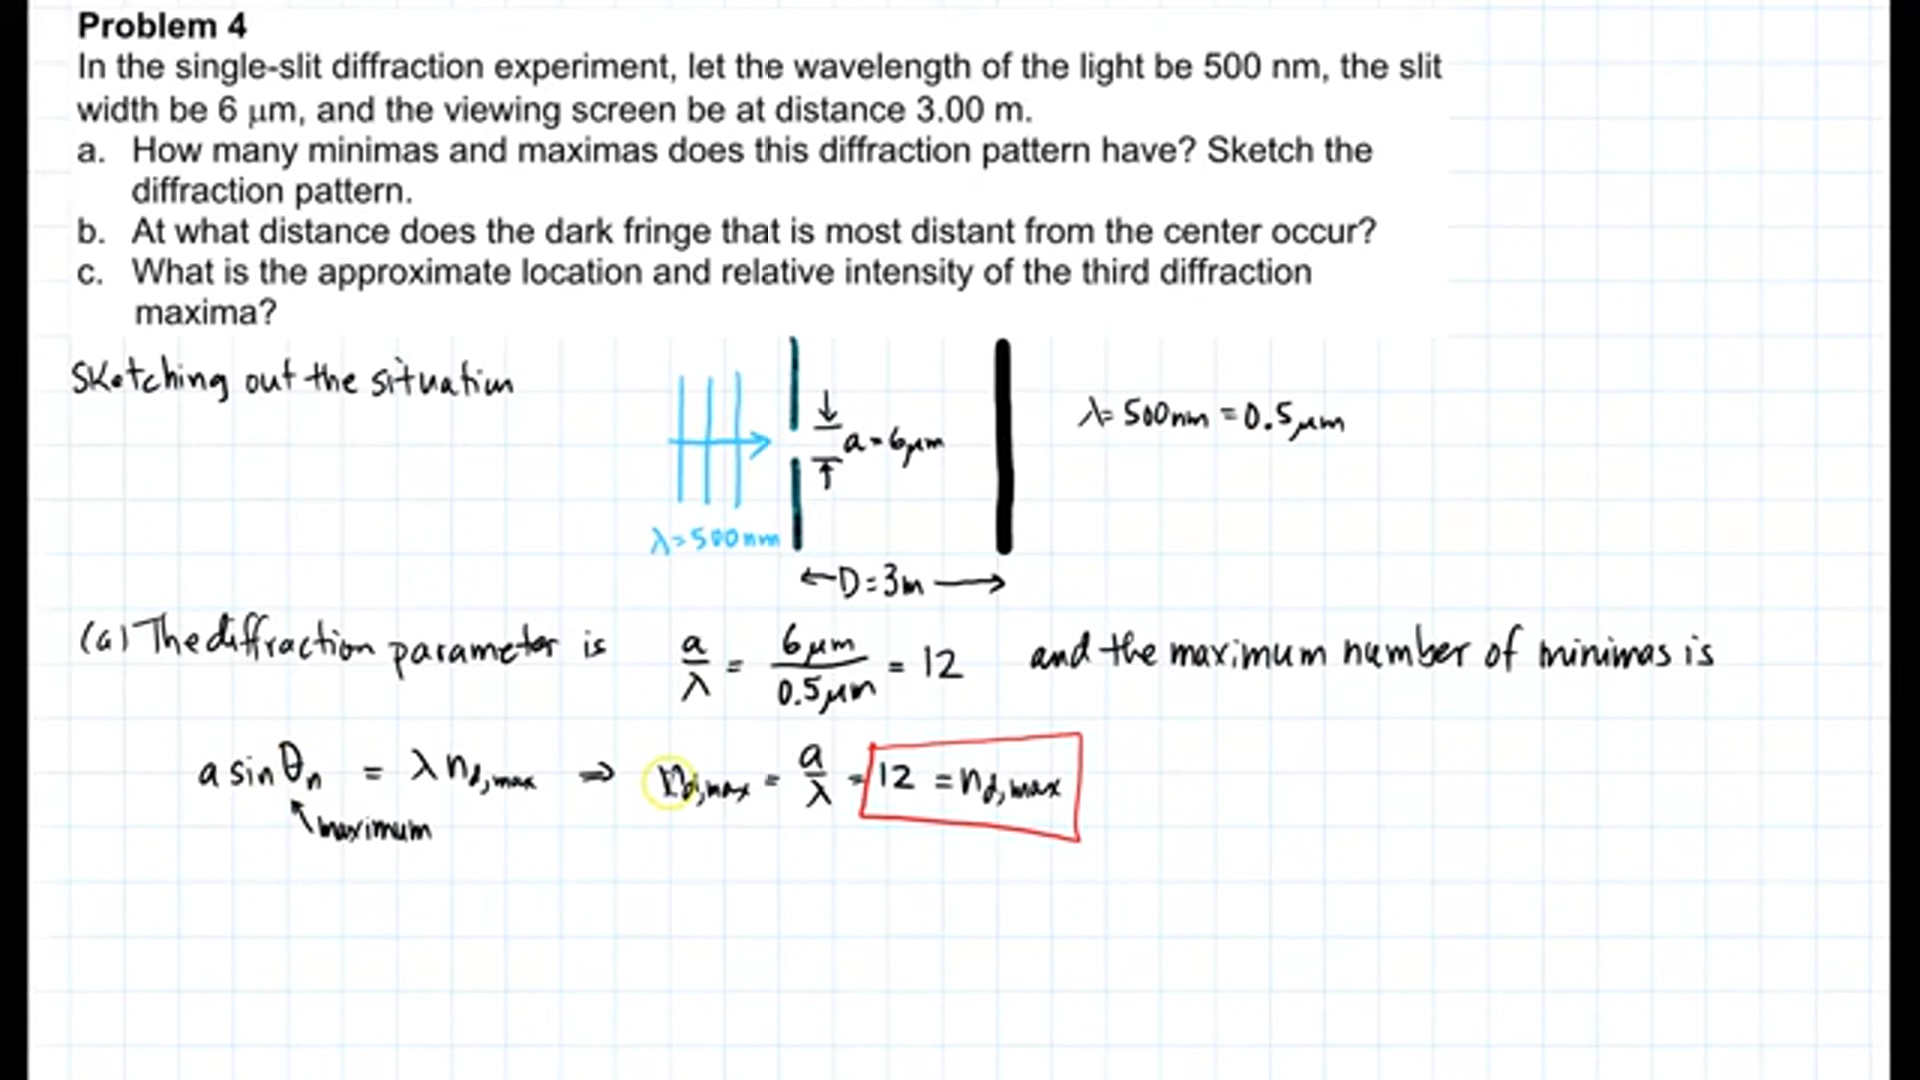 Problem 4
In the single-slit diffraction experiment, let the wavelength of the light be 500 nm, the slit
width be 6 μm, and the viewing screen be at distance 3.00 m.
a. How many minimas and maximas does this diffraction pattern have? Sketch the
diffraction pattern.
b. At what distance does the dark fringe that is most distant from the center occur?
c. What is the approximate location and relative intensity of the third diffraction
maxima?
Sketching out the situation
a = 6μm
λ = 500nm = 0.5μm
λ = 500nm
←D = 3m→
(a) The diffraction parameter is a/λ = 6μm/0.5μm = 12 and the maximum number of minimas is
a sin θn = λ nd,max ⇒ nd,max = a/λ = 12 = nd,max
maximum